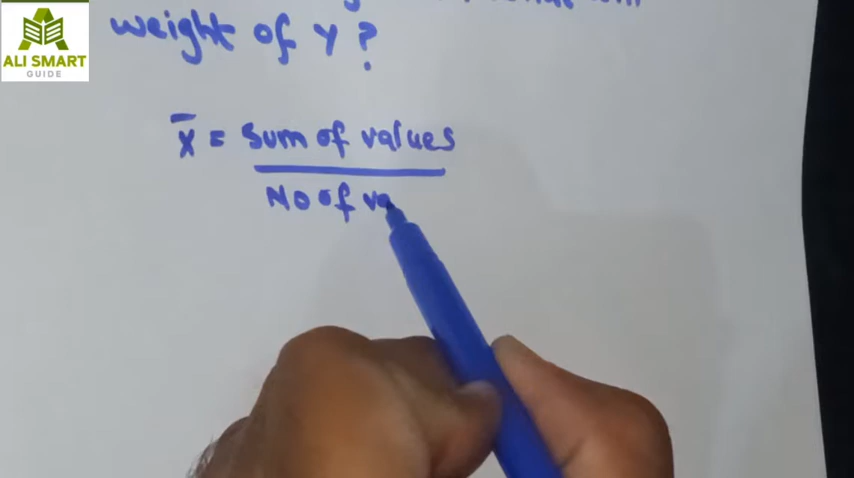 ALI SMART
GUIDE
weight of y?
x̄ = sum of values
No of va